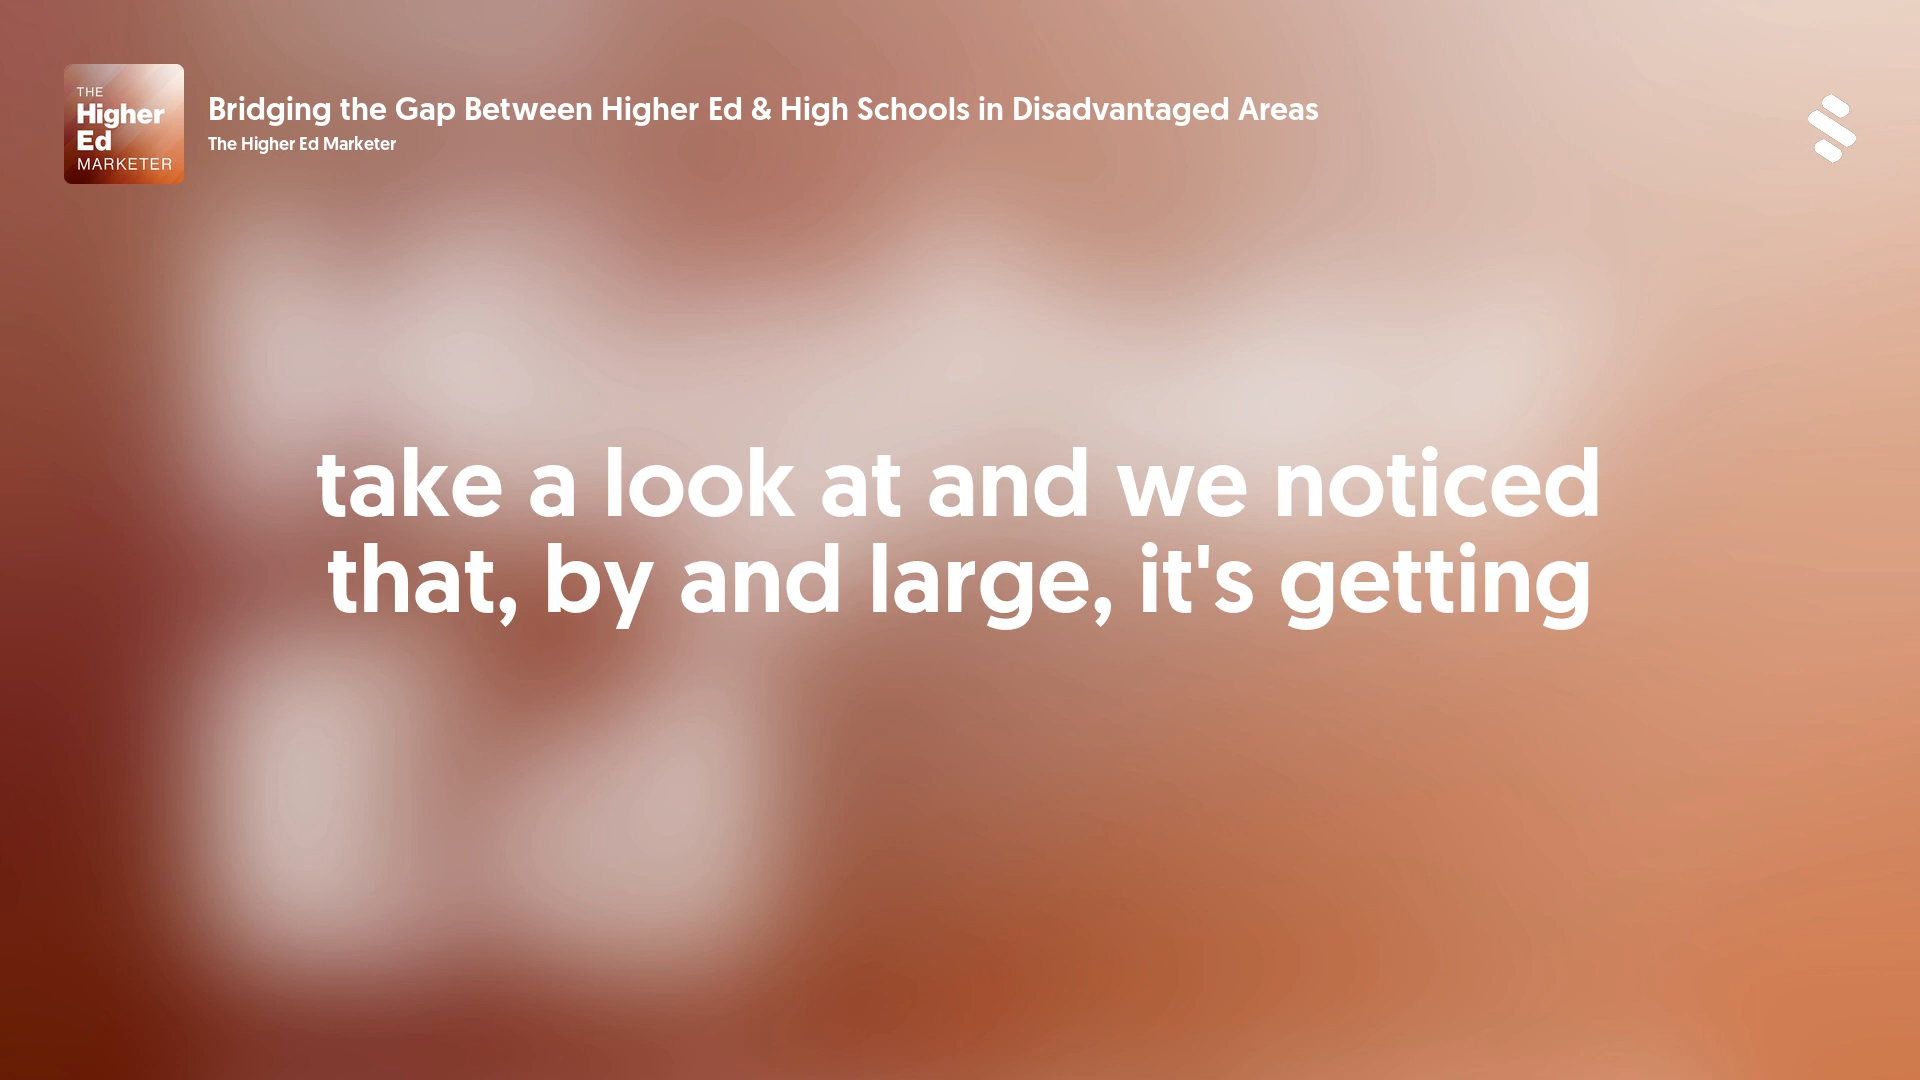 THE
Higher
Ed
MARKETER
Bridging the Gap Between Higher Ed & High Schools in Disadvantaged Areas
The Higher Ed Marketer
take a look at and we noticed
that, by and large, it's getting